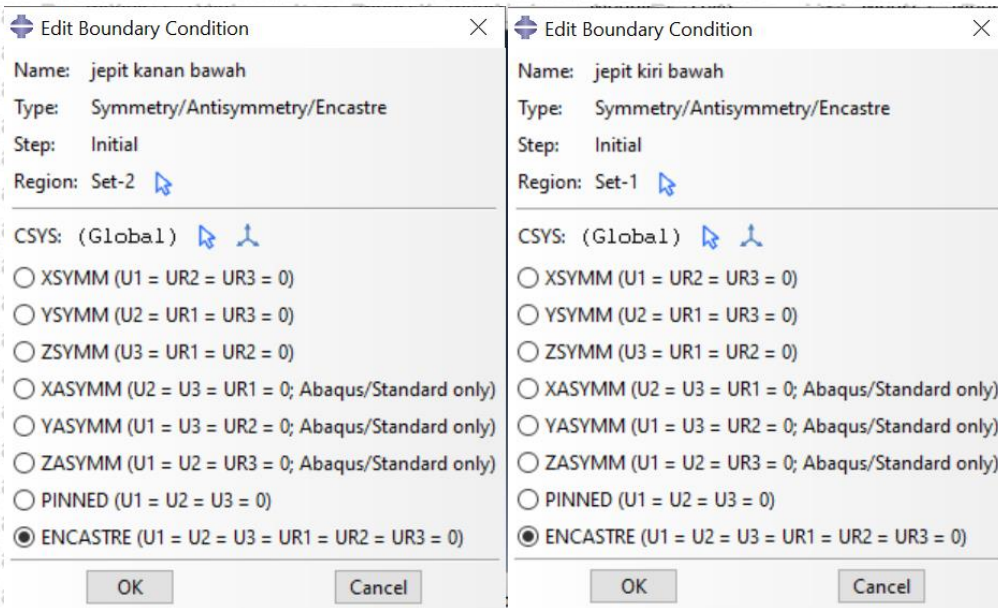 Edit Boundary Condition
Name: jepit kanan bawah
Type: Symmetry/Antisymmetry/Encastre
Step: Initial
Region: Set-2
CSYS: (Global)
XSYMM (U1 = UR2 = UR3 = 0)
YSYMM (U2 = UR1 = UR3 = 0)
ZSYMM (U3 = UR1 = UR2 = 0)
XASYMM (U2 = U3 = UR1 = 0; Abaqus/Standard only)
YASYMM (U1 = U3 = UR2 = 0; Abaqus/Standard only)
ZASYMM (U1 = U2 = UR3 = 0; Abaqus/Standard only)
PINNED (U1 = U2 = U3 = 0)
ENCASTRE (U1 = U2 = U3 = UR1 = UR2 = UR3 = 0)
OK Cancel
Edit Boundary Condition
Name: jepit kiri bawah
Type: Symmetry/Antisymmetry/Encastre
Step: Initial
Region: Set-1
CSYS: (Global)
XSYMM (U1 = UR2 = UR3 = 0)
YSYMM (U2 = UR1 = UR3 = 0)
ZSYMM (U3 = UR1 = UR2 = 0)
XASYMM (U2 = U3 = UR1 = 0; Abaqus/Standard only)
YASYMM (U1 = U3 = UR2 = 0; Abaqus/Standard only)
ZASYMM (U1 = U2 = UR3 = 0; Abaqus/Standard only)
PINNED (U1 = U2 = U3 = 0)
ENCASTRE (U1 = U2 = U3 = UR1 = UR2 = UR3 = 0)
OK Cancel